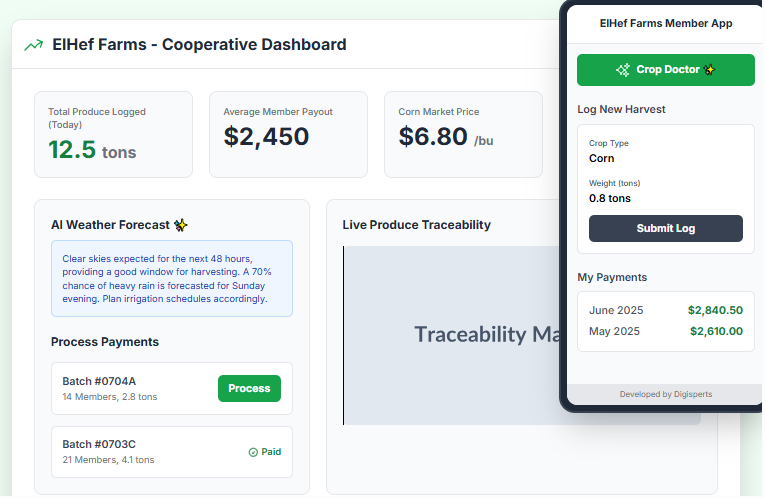 ElHef Farms - Cooperative Dashboard
Total Produce Logged
(Today)
12.5 tons
Average Member Payout
$2,450
Corn Market Price
$6.80 /bu
AI Weather Forecast ✨
Clear skies expected for the next 48 hours,
providing a good window for harvesting. A 70%
chance of heavy rain is forecasted for Sunday
evening. Plan irrigation schedules accordingly.
Process Payments
Batch #0704A
14 Members, 2.8 tons
Process
Batch #0703C
21 Members, 4.1 tons
Paid
Live Produce Traceability
Traceability Ma
ElHef Farms Member App
Crop Doctor ✨
Log New Harvest
Crop Type
Corn
Weight (tons)
0.8 tons
Submit Log
My Payments
June 2025 $2,840.50
May 2025 $2,610.00
Developed by Digisperts